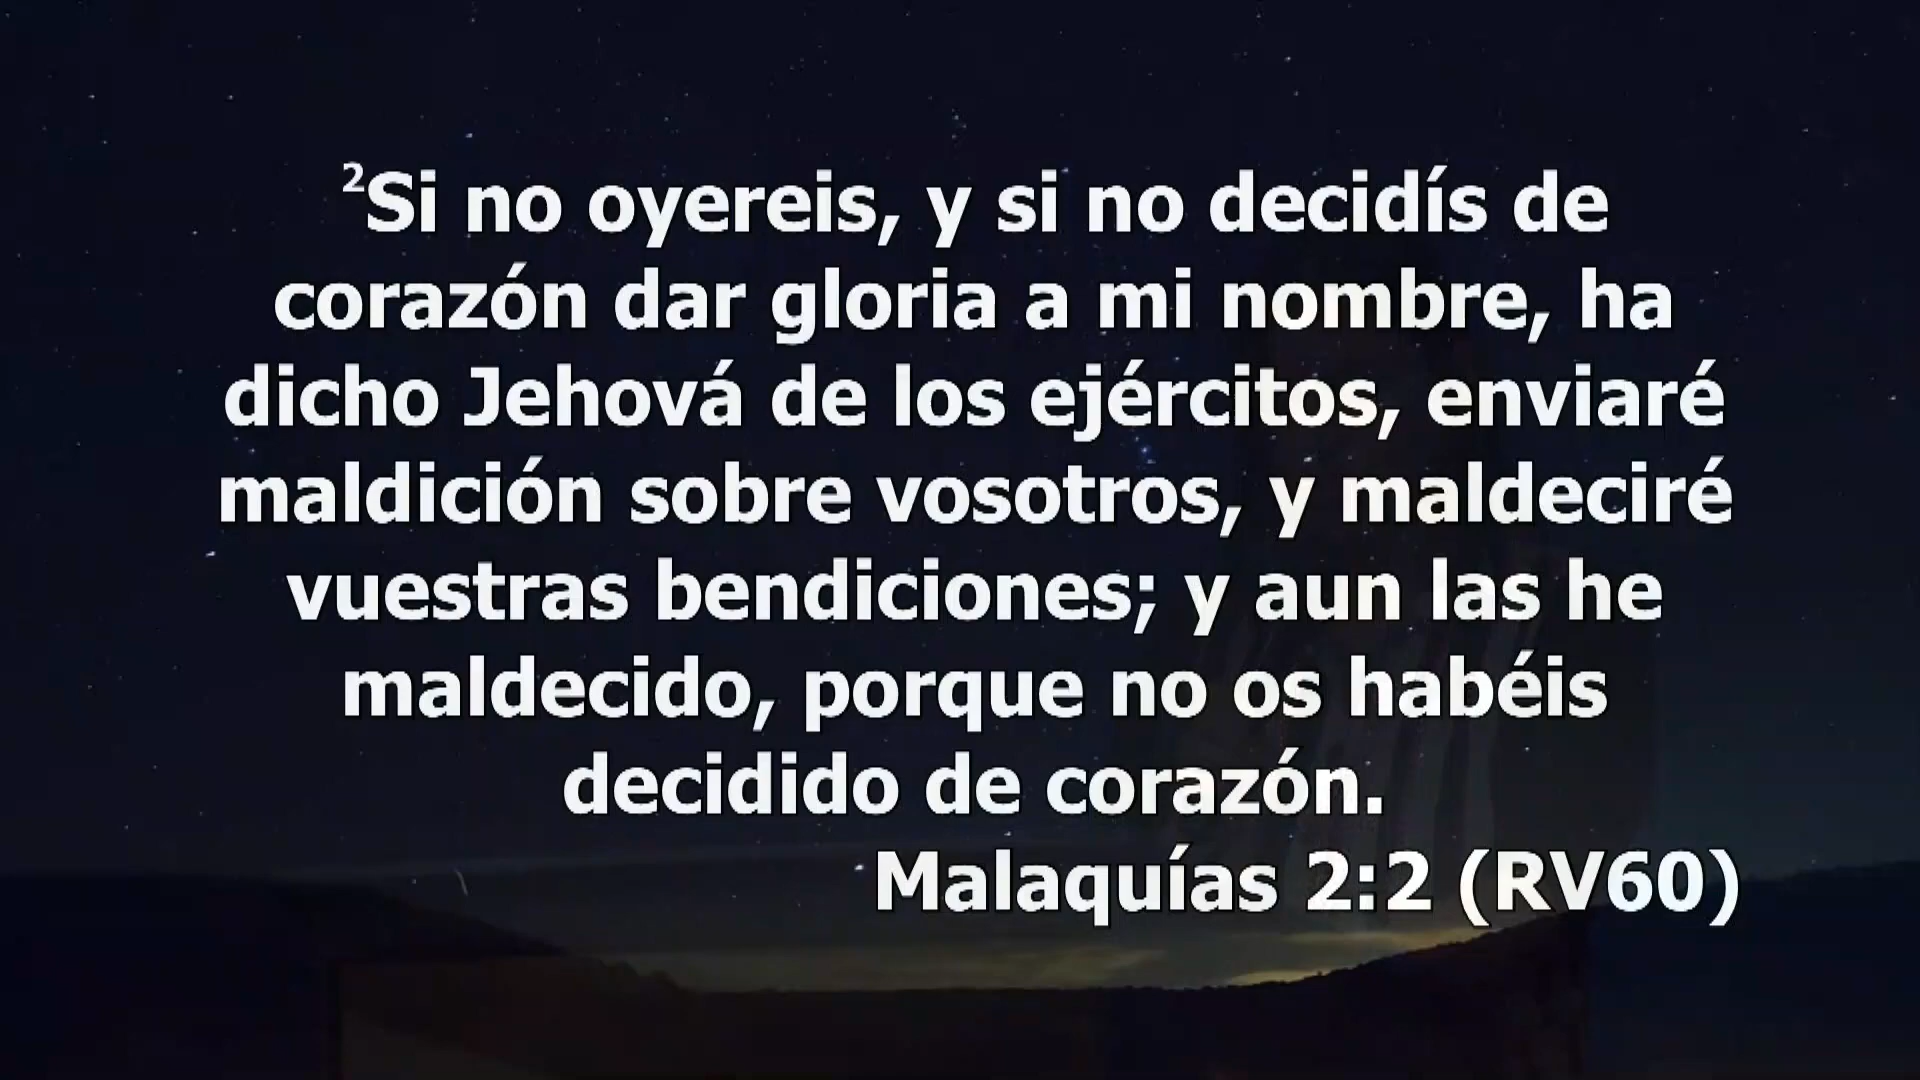 ²Si no oyereis, y si no decidís de
corazón dar gloria a mi nombre, ha
dicho Jehová de los ejércitos, enviaré
maldición sobre vosotros, y maldeciré
vuestras bendiciones; y aun las he
maldecido, porque no os habéis
decidido de corazón.
Malaquías 2:2 (RV60)